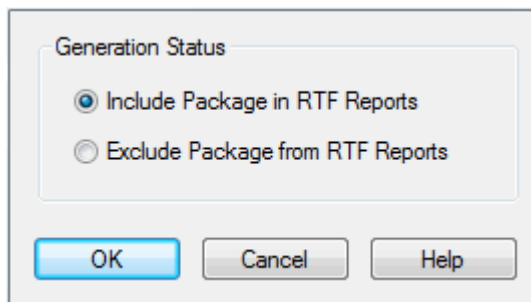 Generation Status
Include Package in RTF Reports
Exclude Package from RTF Reports
OK Cancel Help